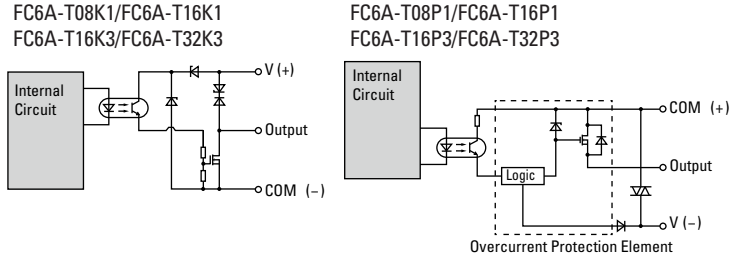 FC6A-T08K1/FC6A-T16K1
FC6A-T16K3/FC6A-T32K3
Internal
Circuit
V (+)
Output
COM (−)
FC6A-T08P1/FC6A-T16P1
FC6A-T16P3/FC6A-T32P3
Internal
Circuit
COM (+)
Output
Logic
V (−)
Overcurrent Protection Element